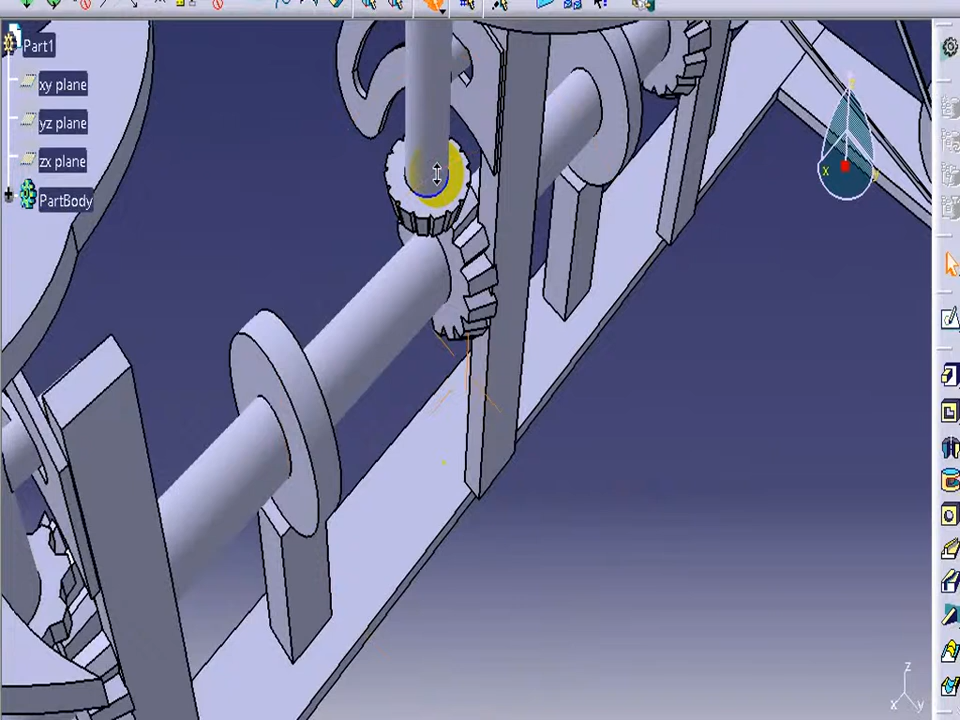 Part1
xy plane
yz plane
zx plane
PartBody
x
z
x
y